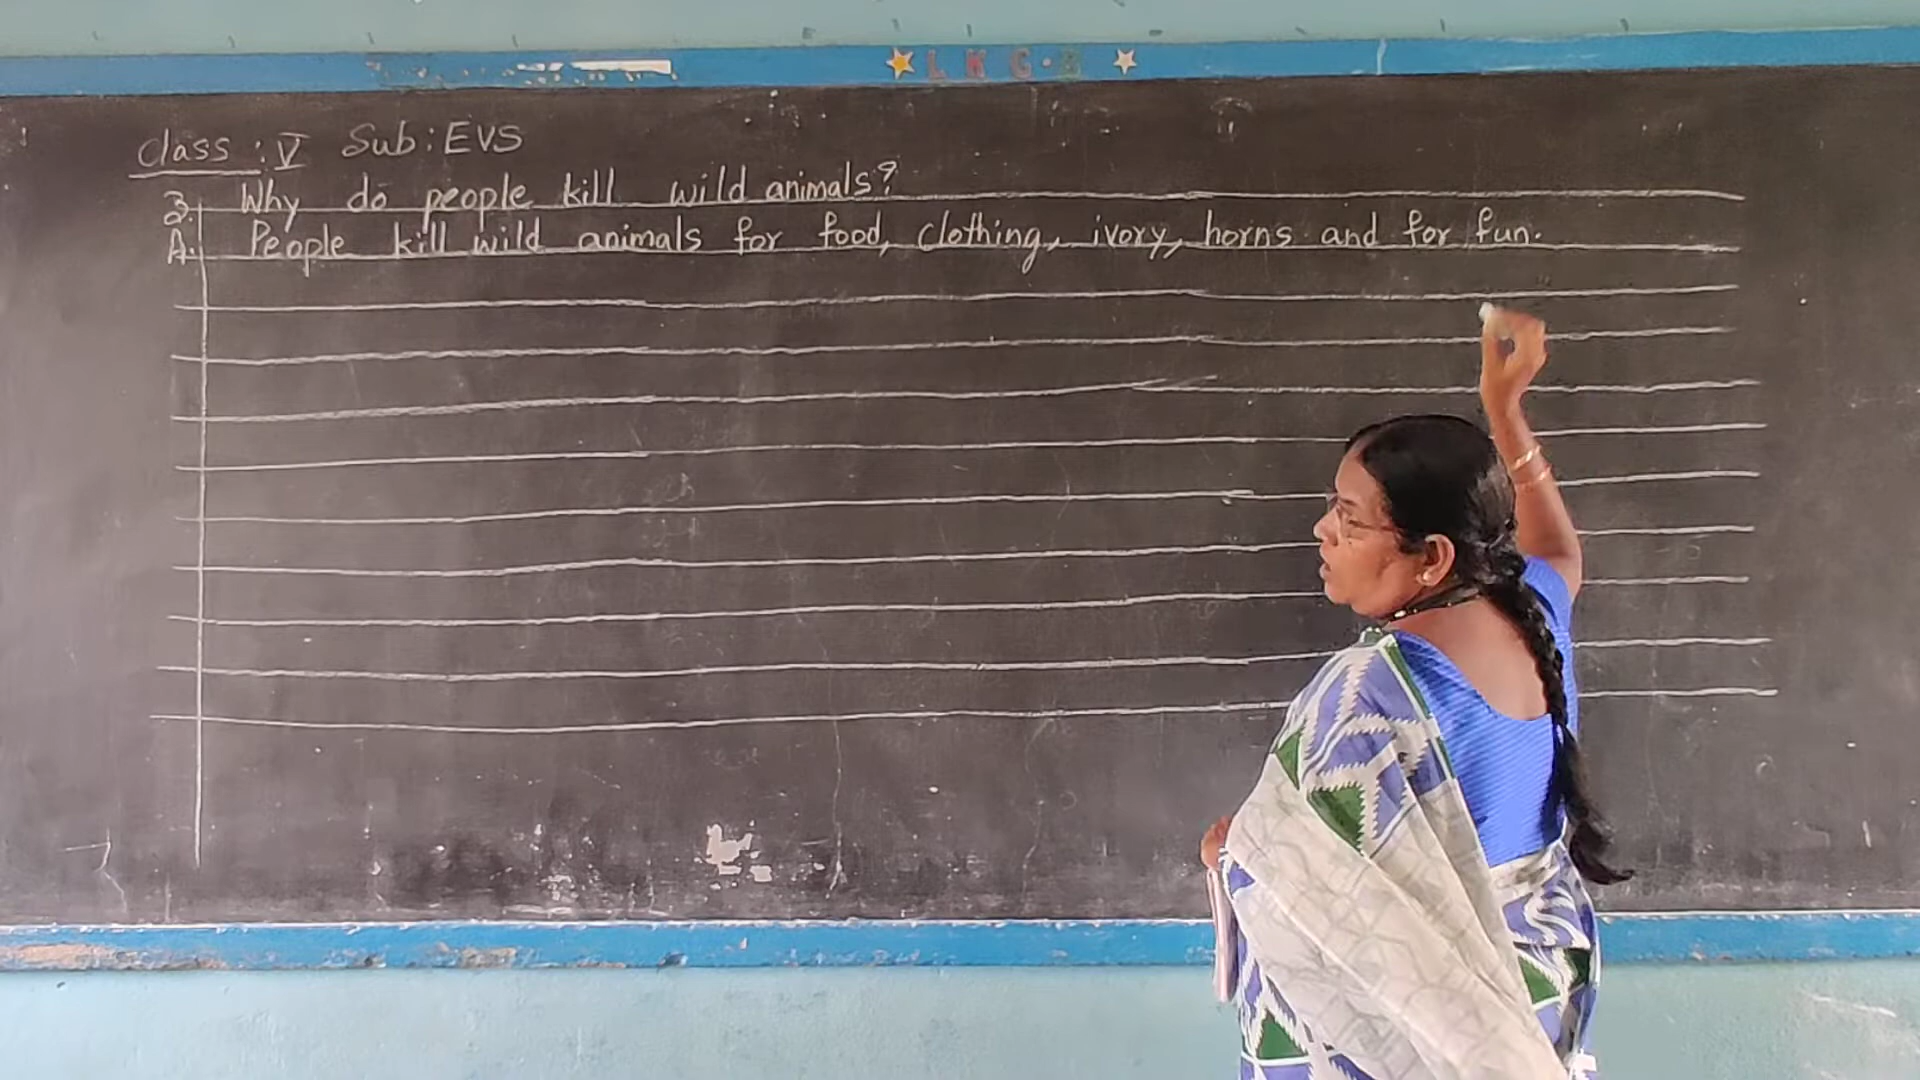 LKG.B
Class : V Sub : EVS
3. Why do people kill wild animals?
A. People kill wild animals for food, clothing, ivory, horns and for fun.